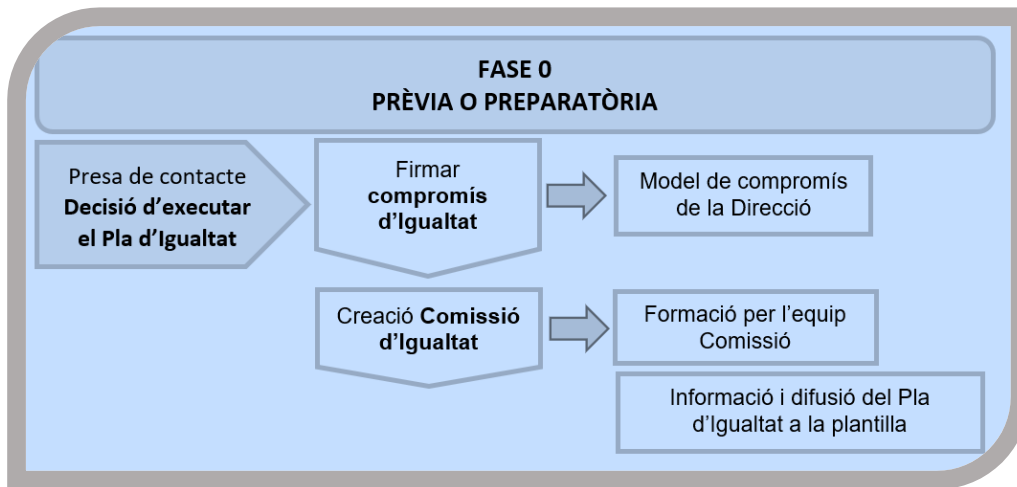 FASE 0
PRÈVIA O PREPARATÒRIA
Presa de contacte
Decisió d’executar
el Pla d’Igualtat
Firmar
compromís
d’Igualtat
Model de compromís
de la Direcció
Creació Comissió
d’Igualtat
Formació per l’equip
Comissió
Informació i difusió del Pla
d’Igualtat a la plantilla